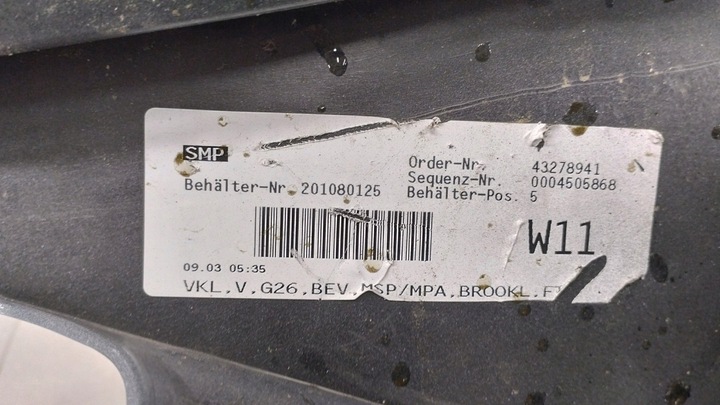 SMP
Order-Nr. 43278941
Sequenz-Nr. 0004505868
Behälter-Nr. 201080125 Behälter-Pos. 5
W11
09.03 05:35
VKL,V,G26,BEV,MSP/MPA,BROOKL